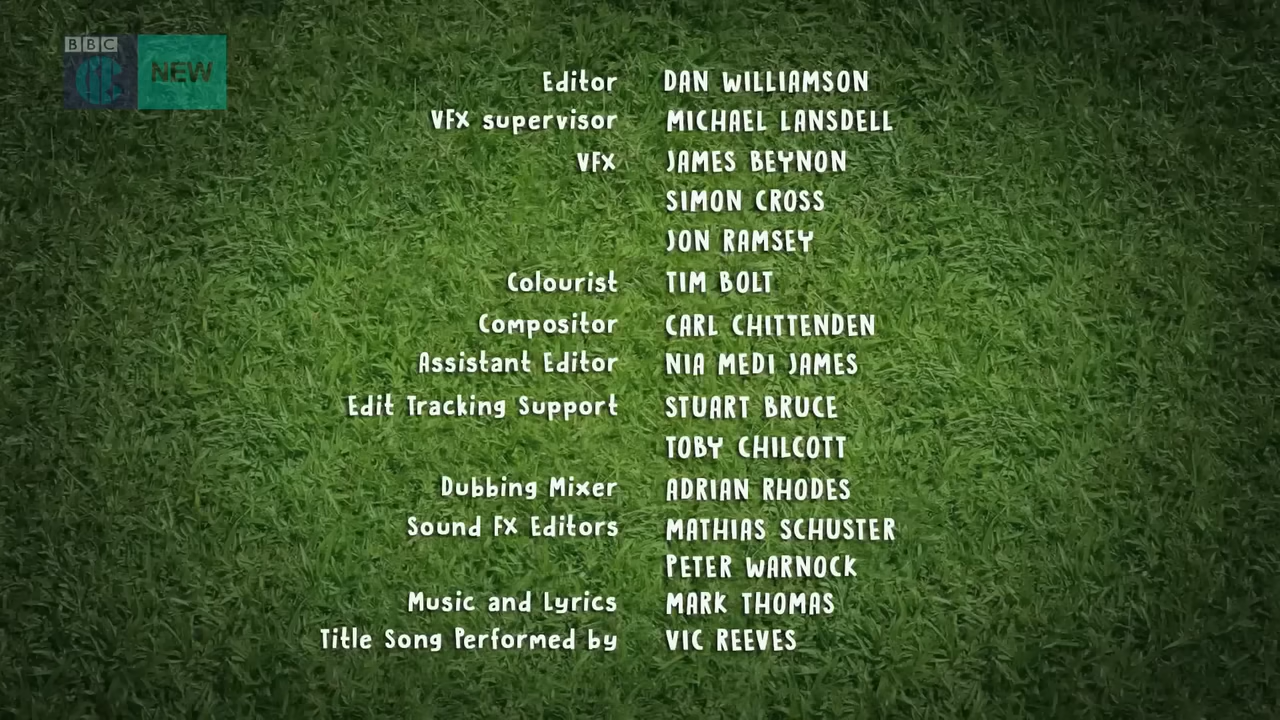 BBC
NEW
Editor DAN WILLIAMSON
VFX supervisor MICHAEL LANSDELL
VFX JAMES BEYNON
SIMON CROSS
JON RAMSEY
Colourist TIM BOLT
Compositor CARL CHITTENDEN
Assistant Editor NIA MEDI JAMES
Edit Tracking Support STUART BRUCE
TOBY CHILCOTT
Dubbing Mixer ADRIAN RHODES
Sound FX Editors MATHIAS SCHUSTER
PETER WARNOCK
Music and Lyrics MARK THOMAS
Title Song Performed by VIC REEVES